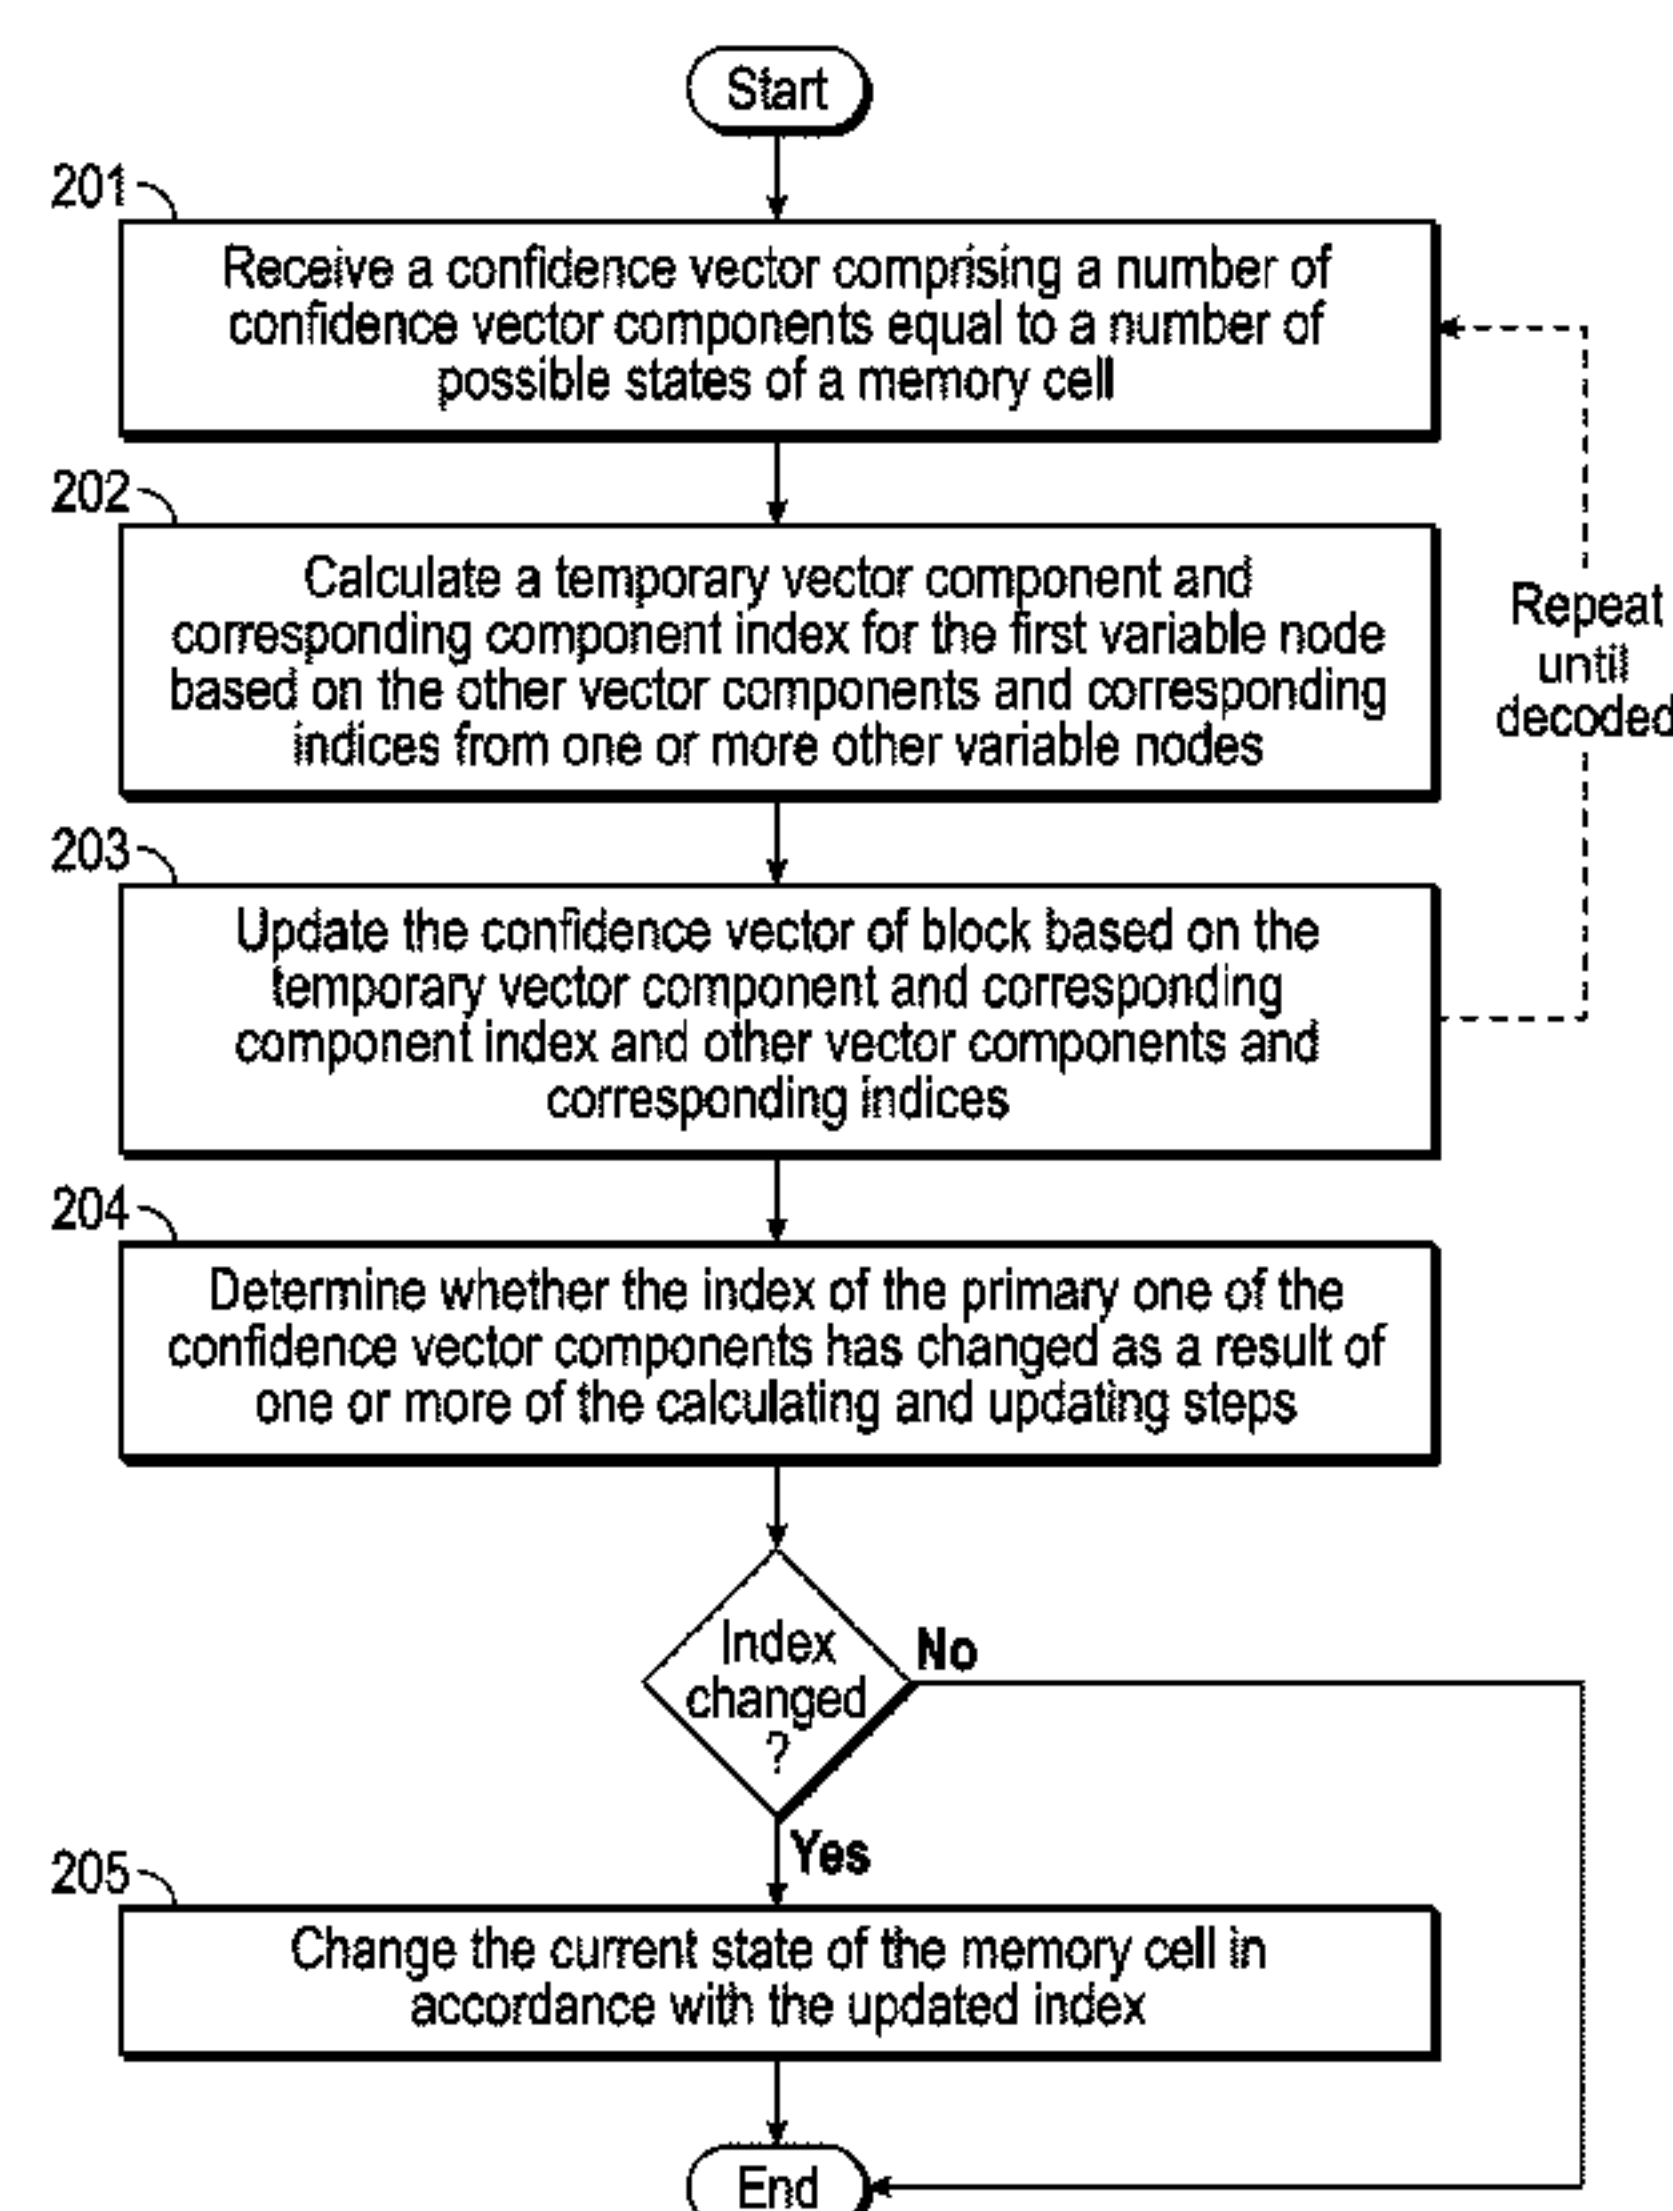 Start
201
Receive a confidence vector comprising a number of
confidence vector components equal to a number of
possible states of a memory cell
202
Calculate a temporary vector component and
corresponding component index for the first variable node
based on the other vector components and corresponding
indices from one or more other variable nodes
Repeat
until
decoded
203
Update the confidence vector of block based on the
temporary vector component and corresponding
component index and other vector components and
corresponding indices
204
Determine whether the index of the primary one of the
confidence vector components has changed as a result of
one or more of the calculating and updating steps
Index
changed
?
No
Yes
205
Change the current state of the memory cell in
accordance with the updated index
End